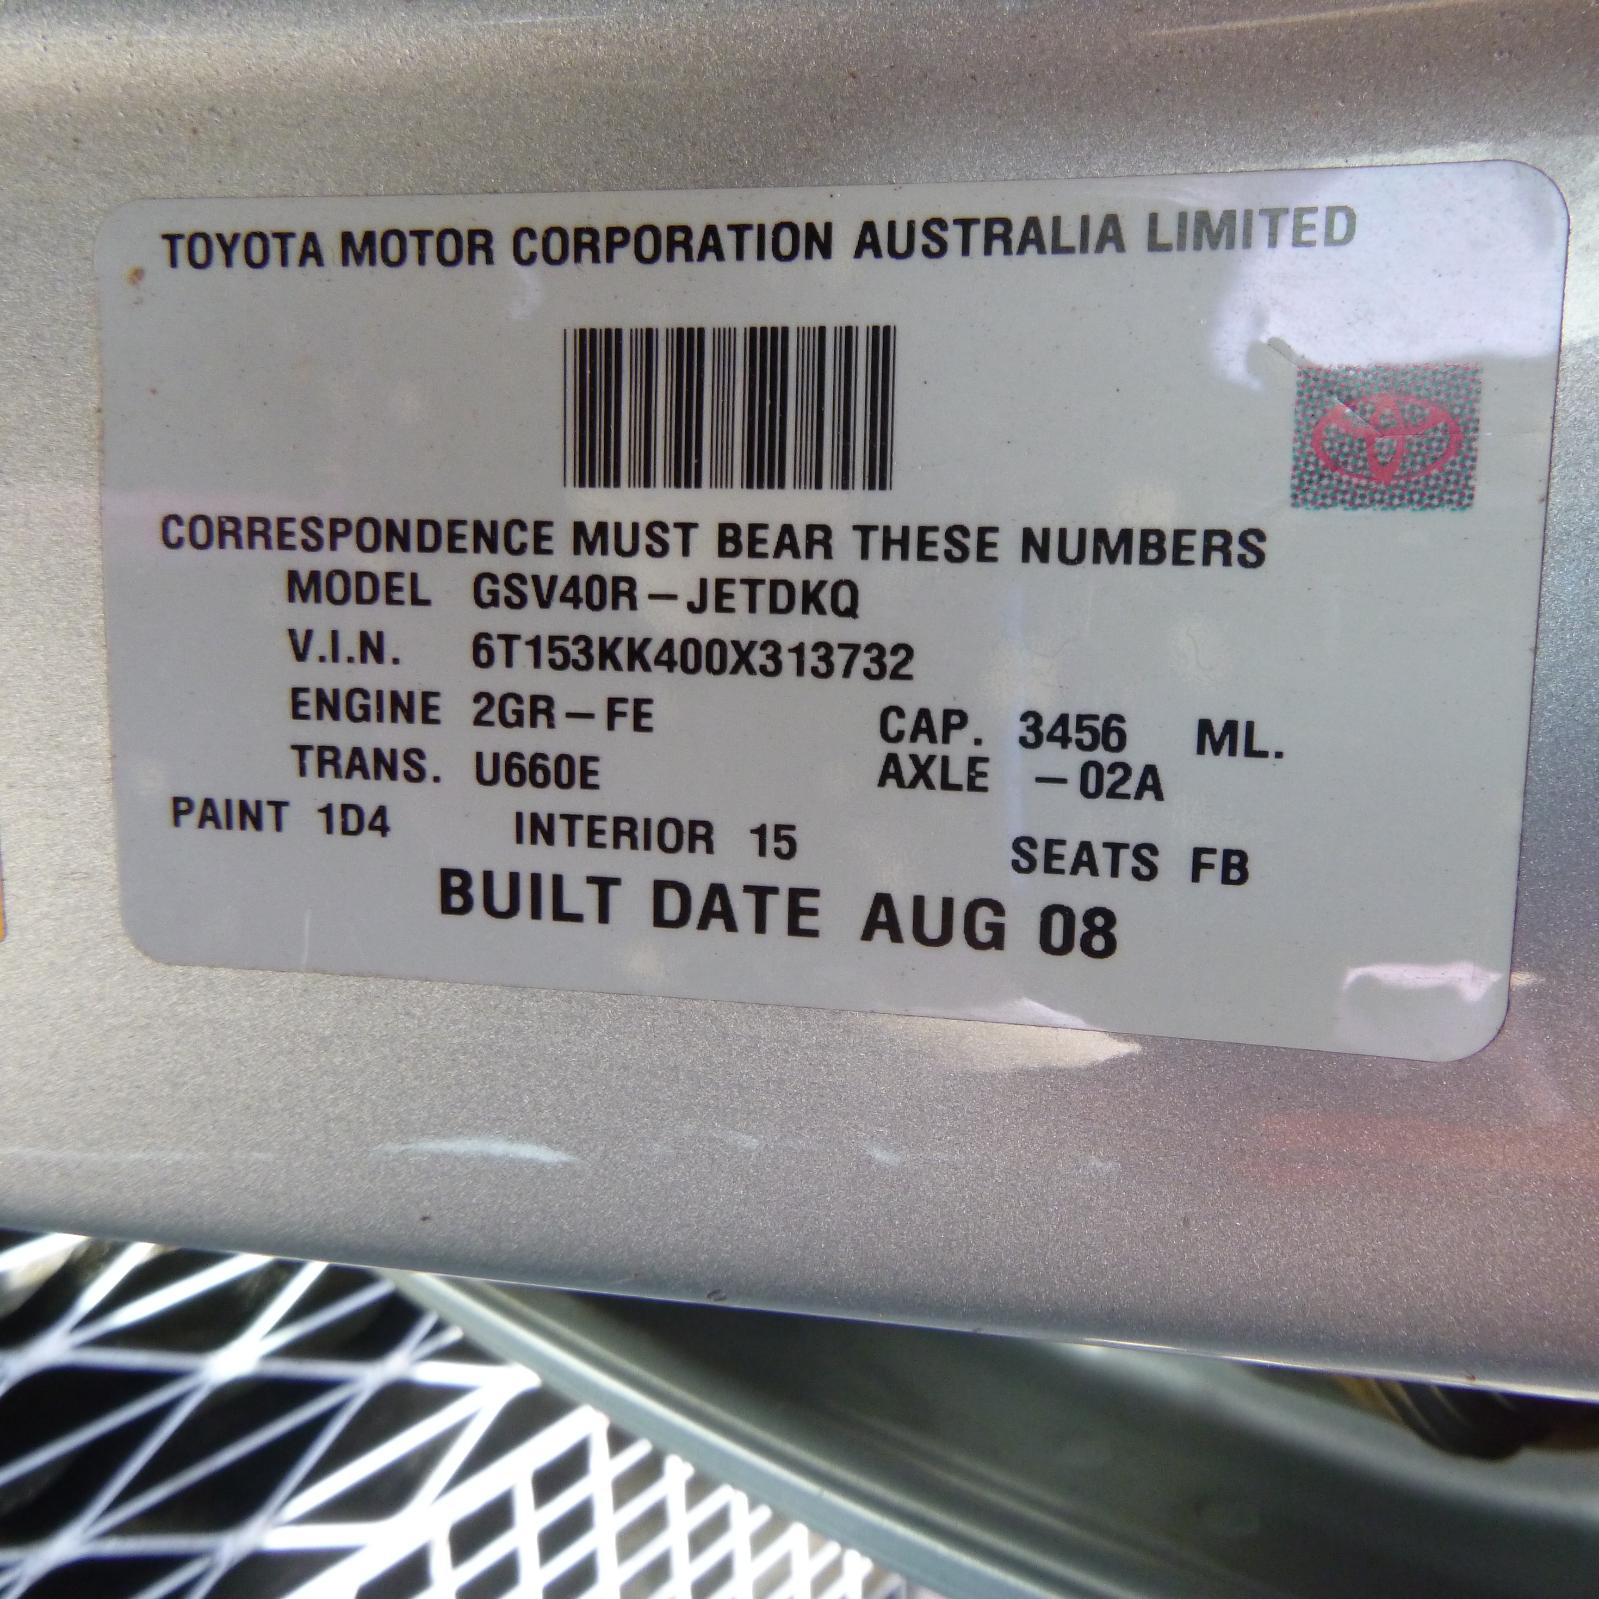 TOYOTA MOTOR CORPORATION AUSTRALIA LIMITED
CORRESPONDENCE MUST BEAR THESE NUMBERS
MODEL GSV40R-JETDKQ
V.I.N. 6T153KK400X313732
ENGINE 2GR-FE CAP. 3456 ML.
TRANS. U660E AXLE -02A
PAINT 1D4 INTERIOR 15 SEATS FB
BUILT DATE AUG 08